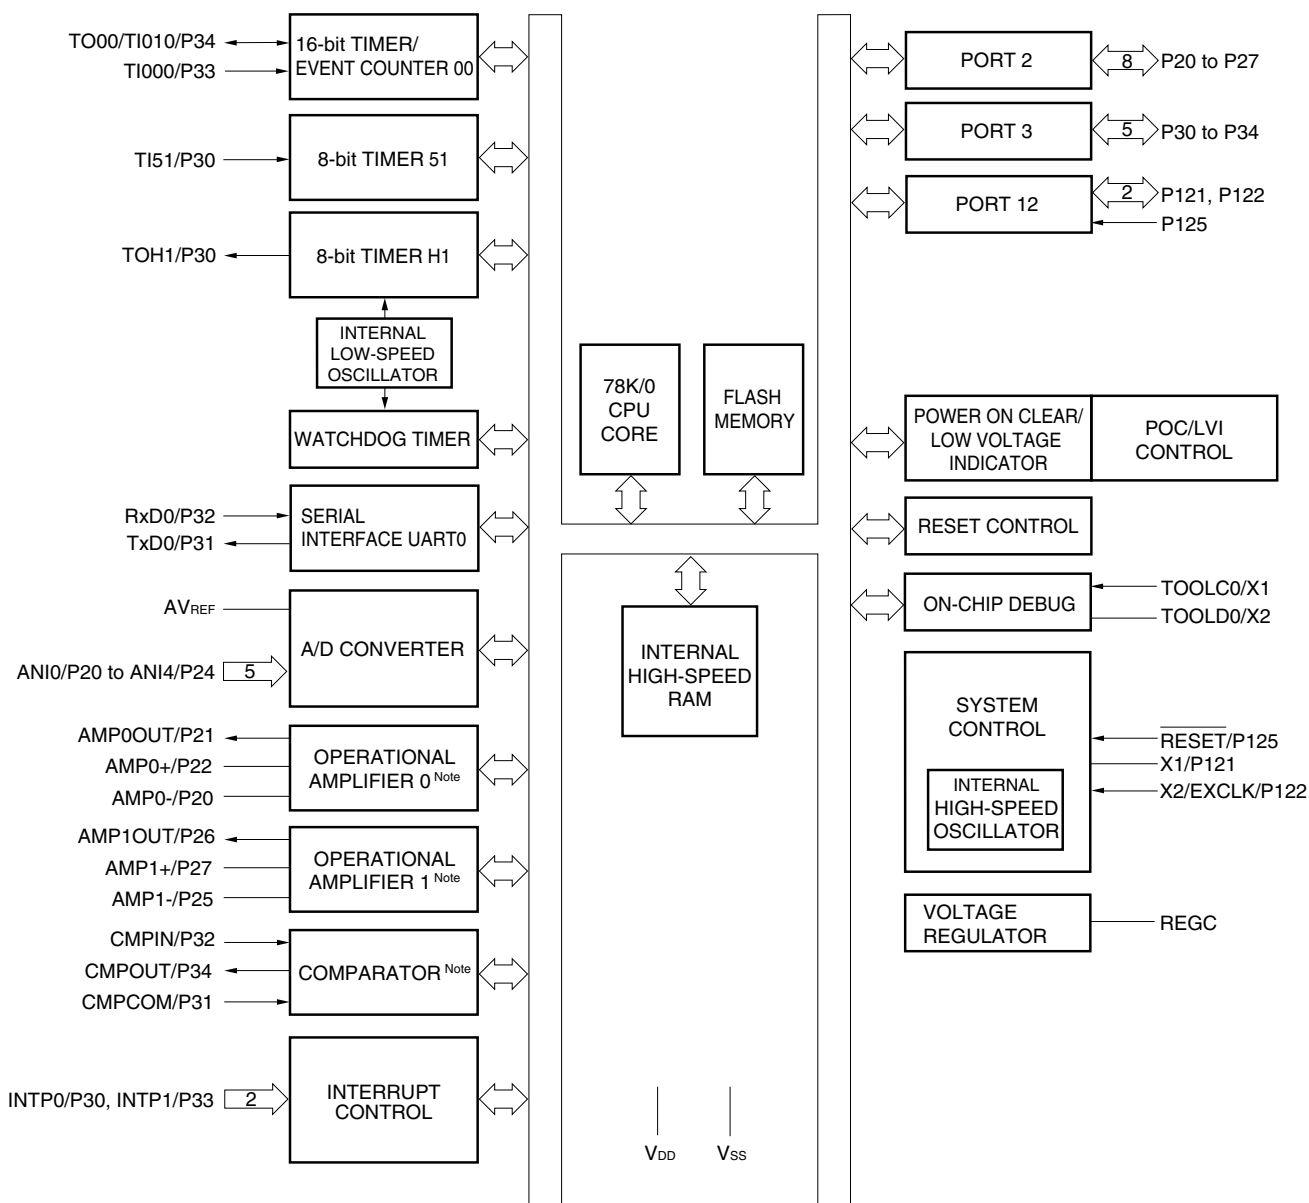 TO00/TI010/P34
TI000/P33
16-bit TIMER/
EVENT COUNTER 00
TI51/P30
8-bit TIMER 51
TOH1/P30
8-bit TIMER H1
INTERNAL
LOW-SPEED
OSCILLATOR
WATCHDOG TIMER
RxD0/P32
TxD0/P31
SERIAL
INTERFACE UART0
AVREF
ANI0/P20 to ANI4/P24
5
A/D CONVERTER
AMP0OUT/P21
AMP0+/P22
AMP0-/P20
OPERATIONAL
AMPLIFIER 0 Note
AMP1OUT/P26
AMP1+/P27
AMP1-/P25
OPERATIONAL
AMPLIFIER 1 Note
CMPIN/P32
CMPOUT/P34
CMPCOM/P31
COMPARATOR Note
INTP0/P30, INTP1/P33
2
INTERRUPT
CONTROL
78K/0
CPU
CORE
FLASH
MEMORY
INTERNAL
HIGH-SPEED
RAM
VDD
VSS
PORT 2
8
P20 to P27
PORT 3
5
P30 to P34
PORT 12
2
P121, P122
P125
POWER ON CLEAR/
LOW VOLTAGE
INDICATOR
POC/LVI
CONTROL
RESET CONTROL
ON-CHIP DEBUG
TOOLC0/X1
TOOLD0/X2
SYSTEM
CONTROL
INTERNAL
HIGH-SPEED
OSCILLATOR
RESET/P125
X1/P121
X2/EXCLK/P122
VOLTAGE
REGULATOR
REGC